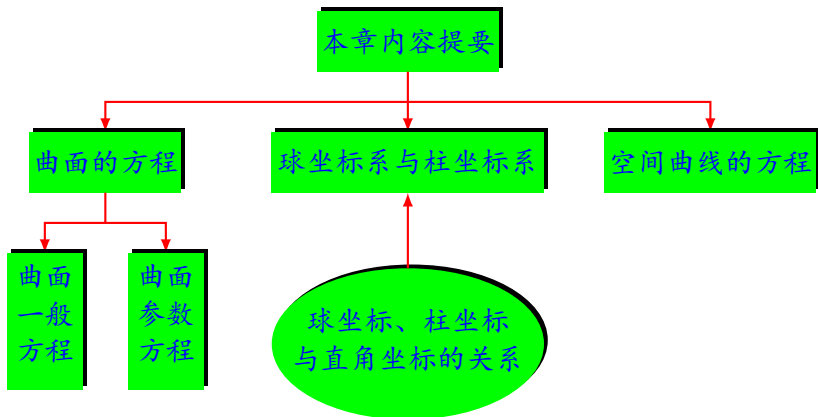 本章内容提要
曲面的方程
球坐标系与柱坐标系
空间曲线的方程
曲面
一般
方程
曲面
参数
方程
球坐标、柱坐标
与直角坐标的关系